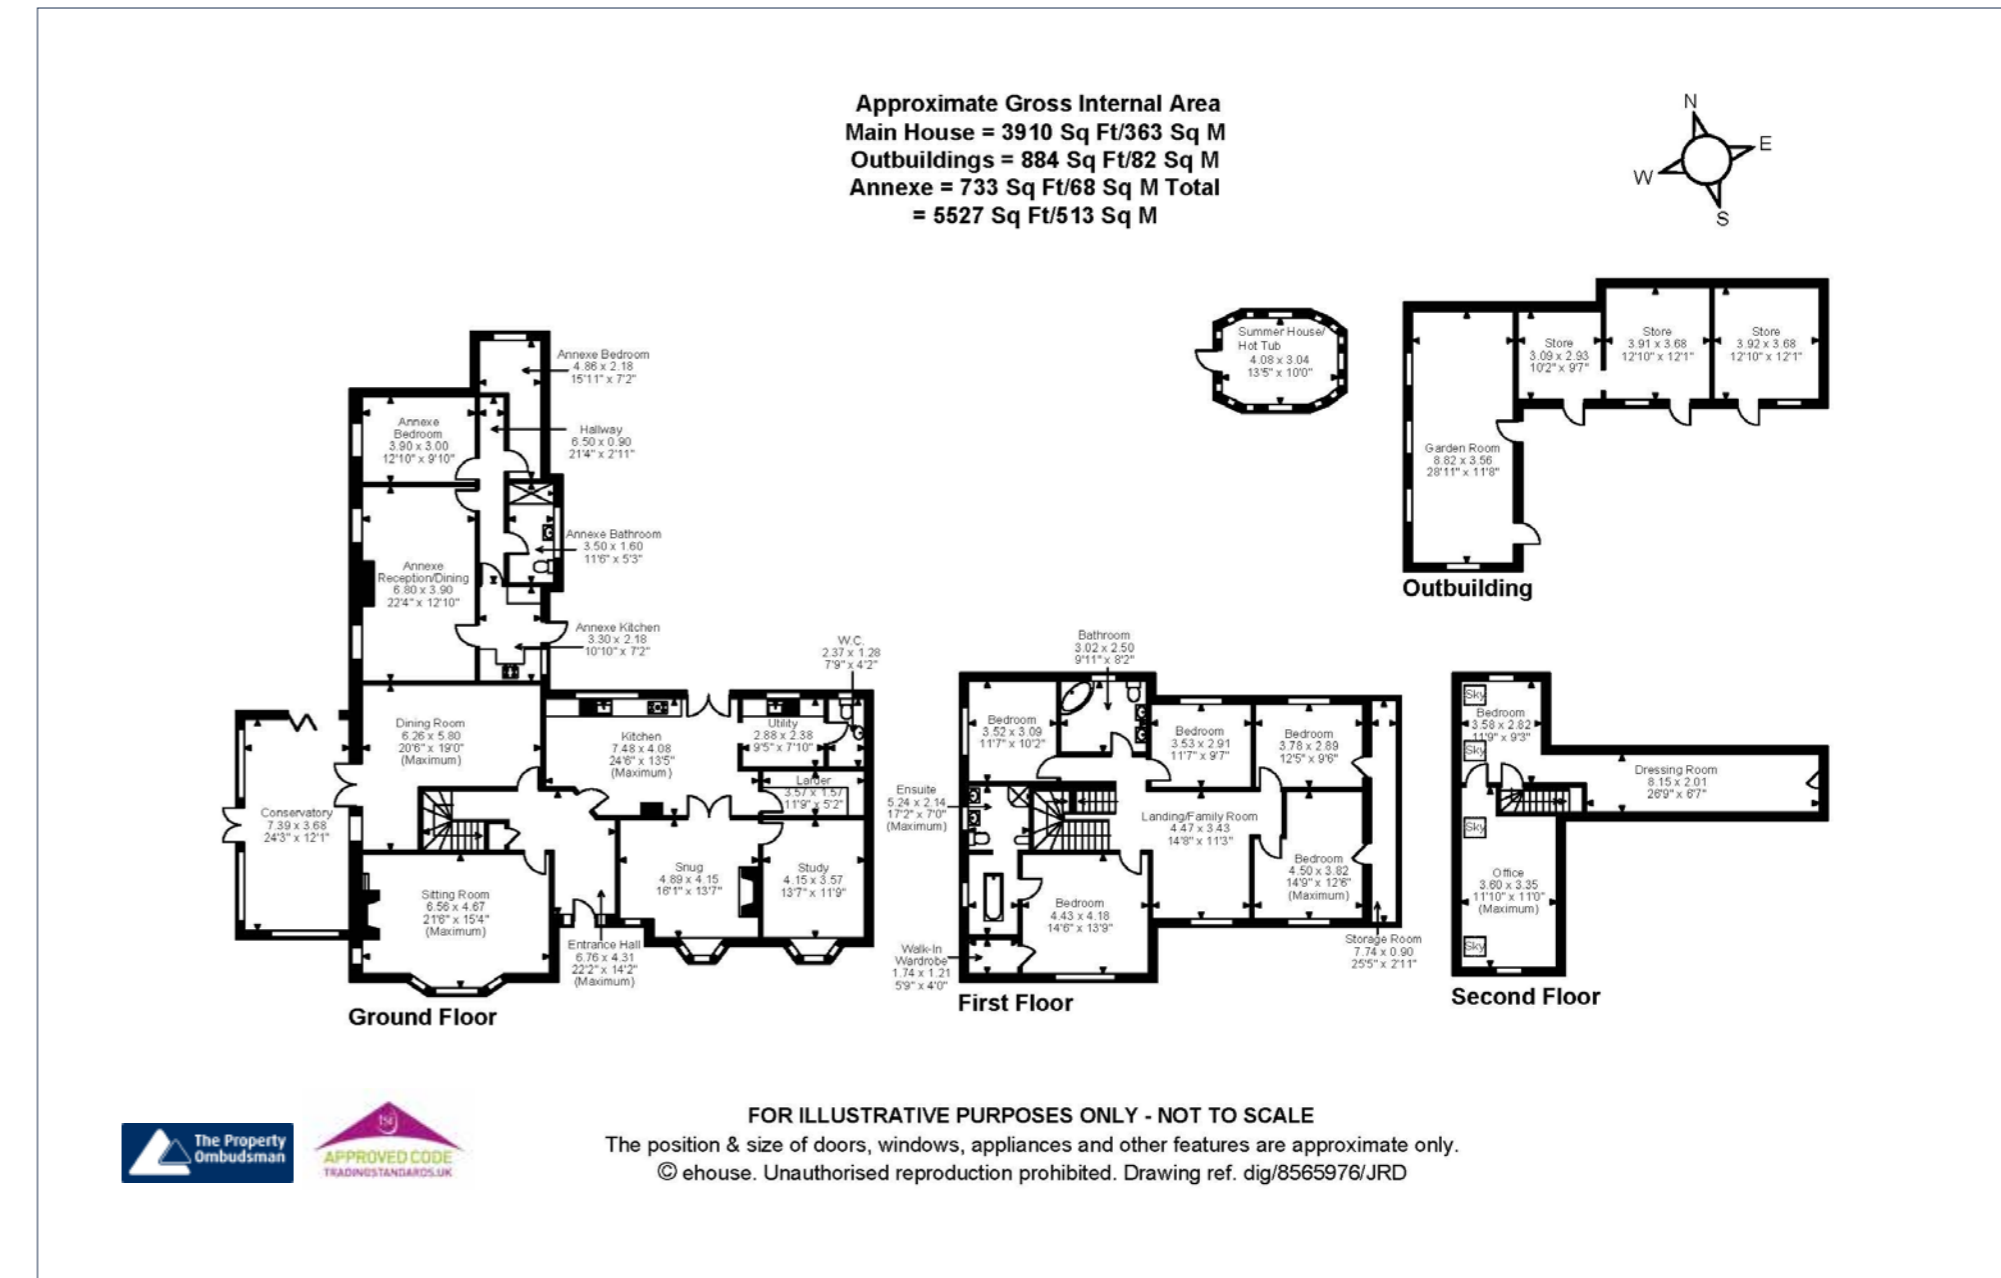 Approximate Gross Internal Area
Main House = 3910 Sq Ft/363 Sq M
Outbuildings = 884 Sq Ft/82 Sq M
Annexe = 733 Sq Ft/68 Sq M Total
= 5527 Sq Ft/513 Sq M
N
E
W
S
Annexe Bedroom
4.86 x 2.18
15'11" x 7'2"
Annexe
Bedroom
3.90 x 3.00
12'10" x 9'10"
Hallway
6.50 x 0.90
21'4" x 2'11"
Annexe Bathroom
3.50 x 1.60
11'6" x 5'3"
Annexe
Reception/Dining
6.80 x 3.90
22'4" x 12'10"
Annexe Kitchen
3.30 x 2.18
10'10" x 7'2"
W.C.
2.37 x 1.28
7'9" x 4'2"
Dining Room
6.26 x 5.80
20'6" x 19'0"
(Maximum)
Kitchen
7.48 x 4.08
24'6" x 13'5"
(Maximum)
Utility
2.88 x 2.38
9'5" x 7'10"
Larder
3.57 x 1.57
11'9" x 5'2"
Conservatory
7.39 x 3.68
24'3" x 12'1"
Sitting Room
6.56 x 4.67
21'6" x 15'4"
(Maximum)
Snug
4.89 x 4.15
16'1" x 13'7"
Study
4.15 x 3.57
13'7" x 11'9"
Entrance Hall
6.76 x 4.31
22'2" x 14'2"
(Maximum)
Ground Floor
Bathroom
3.02 x 2.50
9'11" x 8'2"
Bedroom
3.52 x 3.09
11'7" x 10'2"
Bedroom
3.53 x 2.91
11'7" x 9'7"
Bedroom
3.78 x 2.89
12'5" x 9'6"
Ensuite
5.24 x 2.14
17'2" x 7'0"
(Maximum)
Landing/Family Room
4.47 x 3.43
14'8" x 11'3"
Bedroom
4.50 x 3.82
14'9" x 12'6"
(Maximum)
Bedroom
4.43 x 4.18
14'6" x 13'9"
Walk-In
Wardrobe
1.74 x 1.21
5'9" x 4'0"
Storage Room
7.74 x 0.90
25'5" x 2'11"
First Floor
Summer House/
Hot Tub
4.08 x 3.04
13'5" x 10'0"
Store
3.09 x 2.93
10'2" x 9'7"
Store
3.91 x 3.68
12'10" x 12'1"
Store
3.92 x 3.68
12'10" x 12'1"
Garden Room
8.82 x 3.56
28'11" x 11'8"
Outbuilding
Sky
Bedroom
3.58 x 2.82
11'9" x 9'3"
Sky
Dressing Room
8.15 x 2.01
26'9" x 6'7"
Sky
Office
3.60 x 3.35
11'10" x 11'0"
(Maximum)
Sky
Second Floor
The Property
Ombudsman
tsi
APPROVED CODE
TRADINGSTANDARDS.UK
FOR ILLUSTRATIVE PURPOSES ONLY - NOT TO SCALE
The position & size of doors, windows, appliances and other features are approximate only.
© ehouse. Unauthorised reproduction prohibited. Drawing ref. dig/8565976/JRD